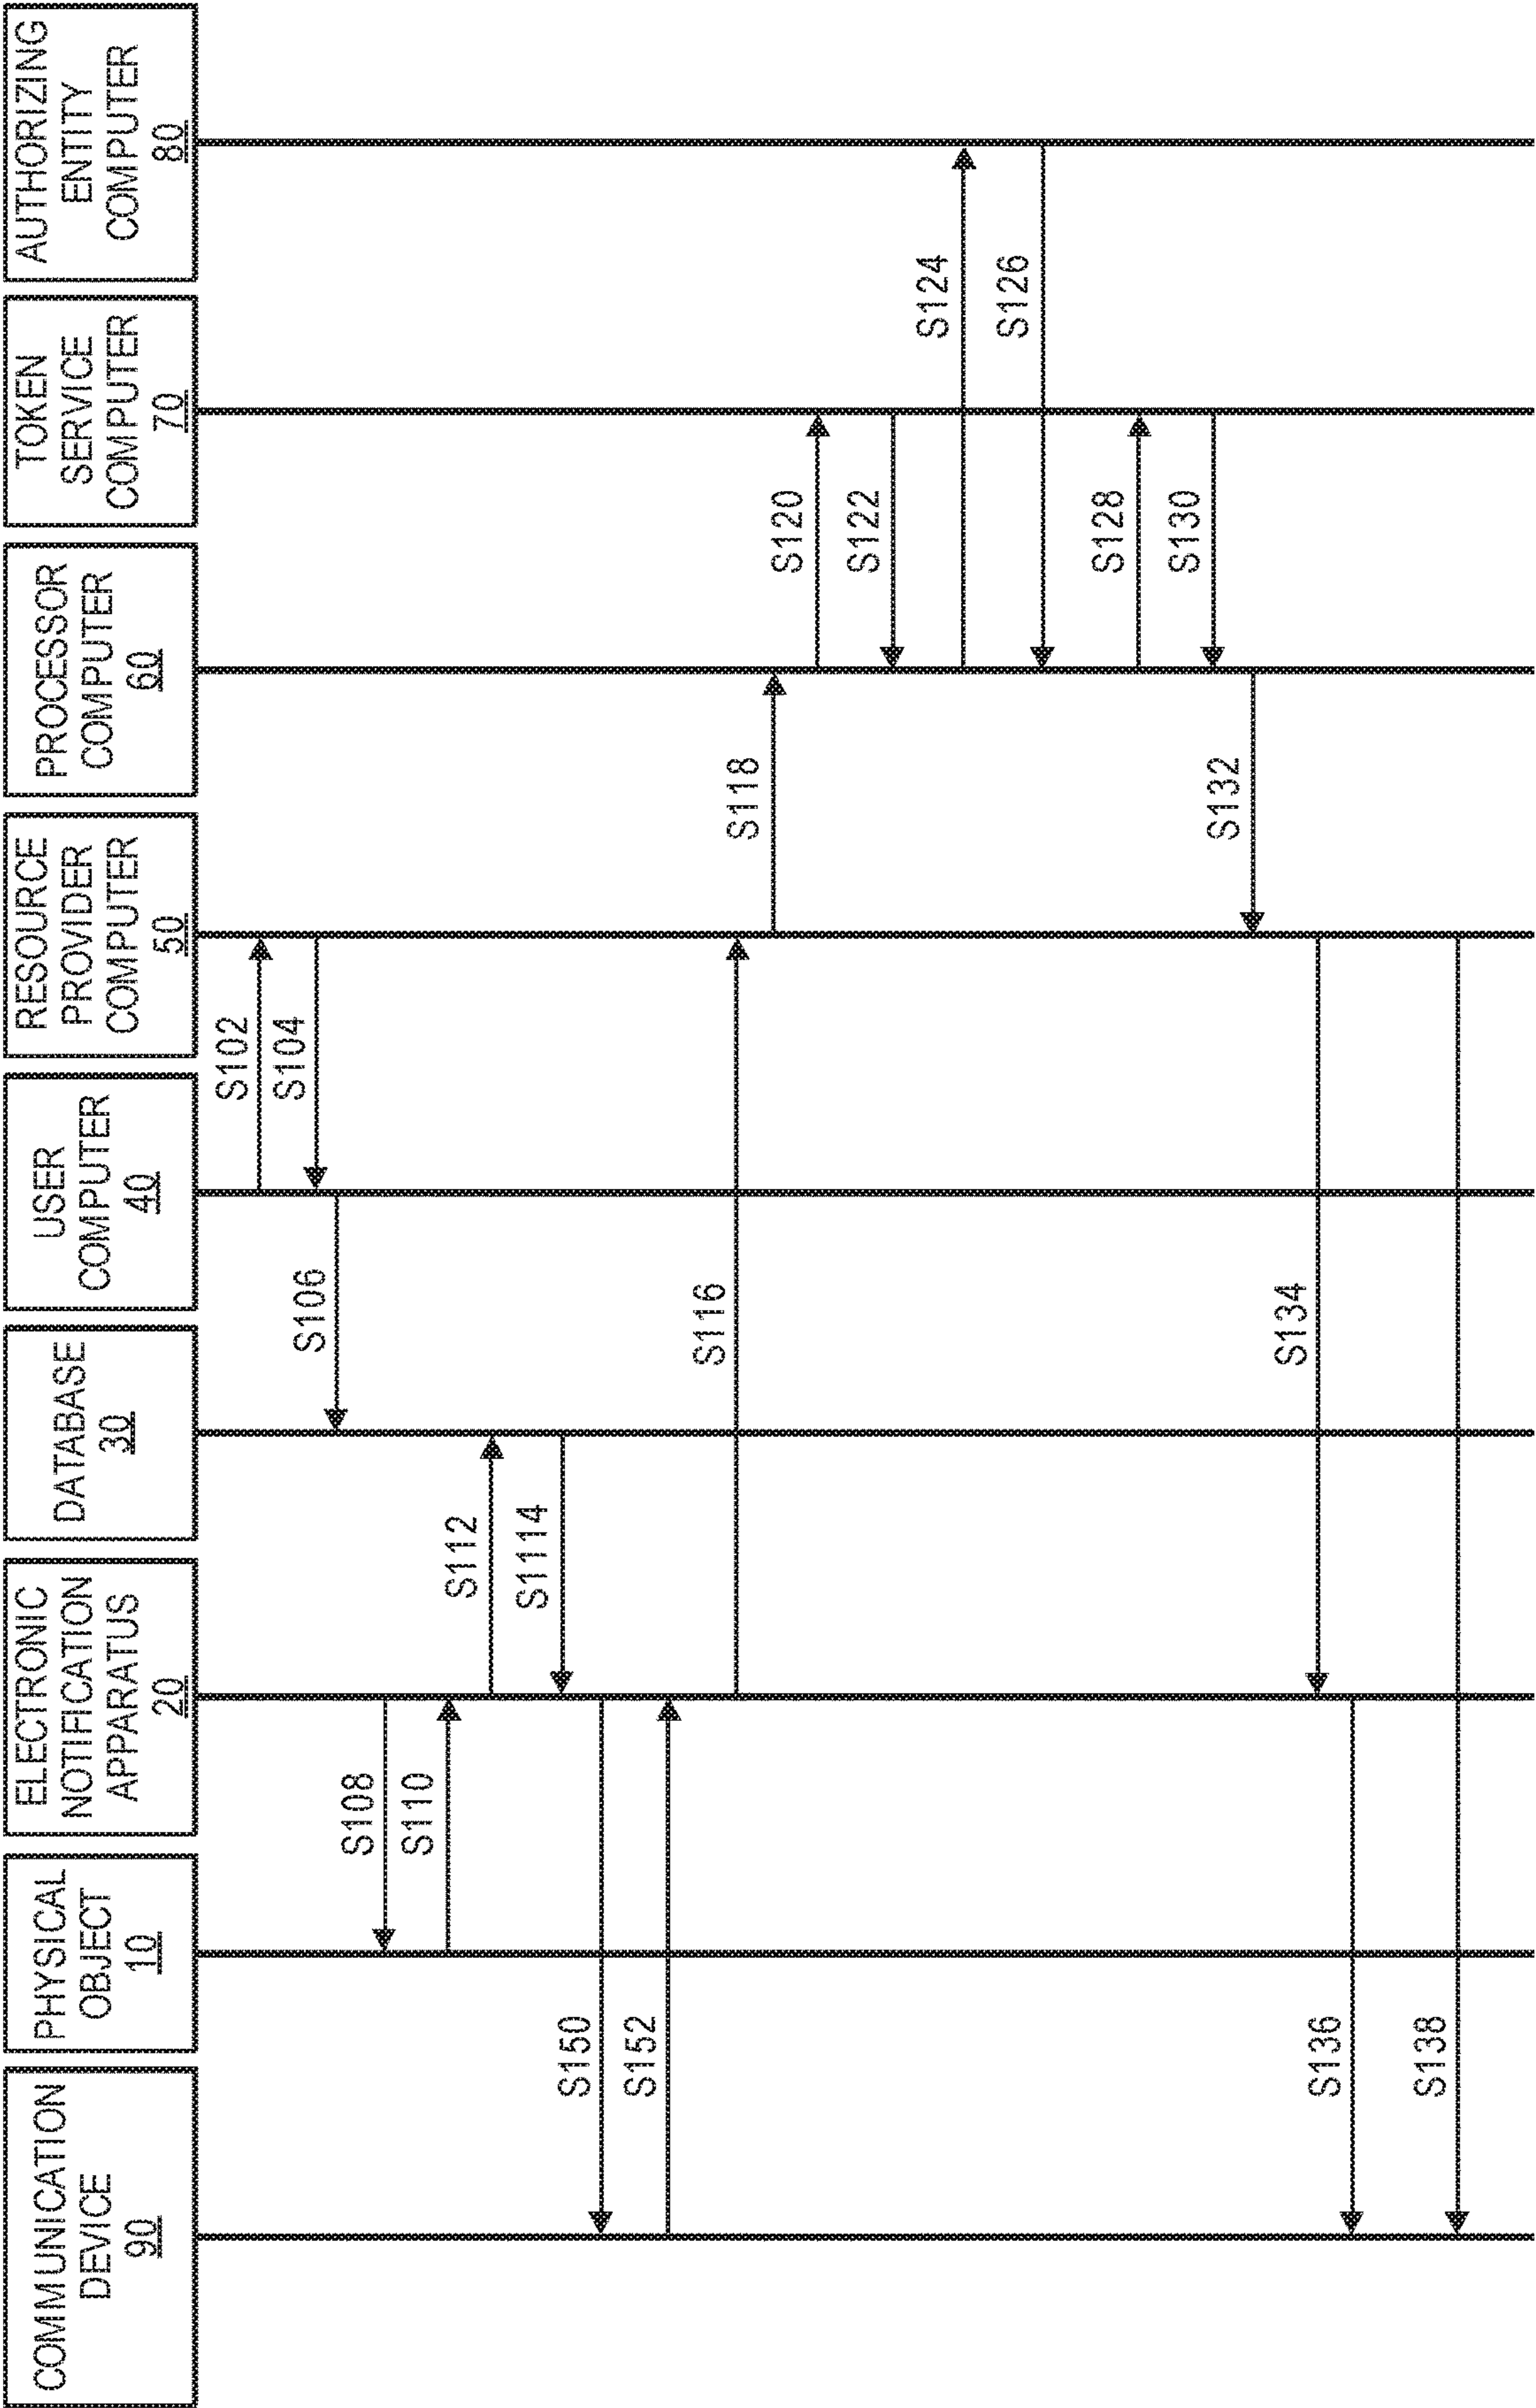 COMMUNICATION
DEVICE
90
PHYSICAL
OBJECT
10
ELECTRONIC
NOTIFICATION
APPARATUS
20
DATABASE
30
USER
COMPUTER
40
RESOURCE
PROVIDER
COMPUTER
50
PROCESSOR
COMPUTER
60
TOKEN
SERVICE
COMPUTER
70
AUTHORIZING
ENTITY
COMPUTER
80
S102
S104
S106
S108
S110
S112
S1114
S150
S152
S116
S118
S120
S122
S124
S126
S128
S130
S132
S134
S136
S138